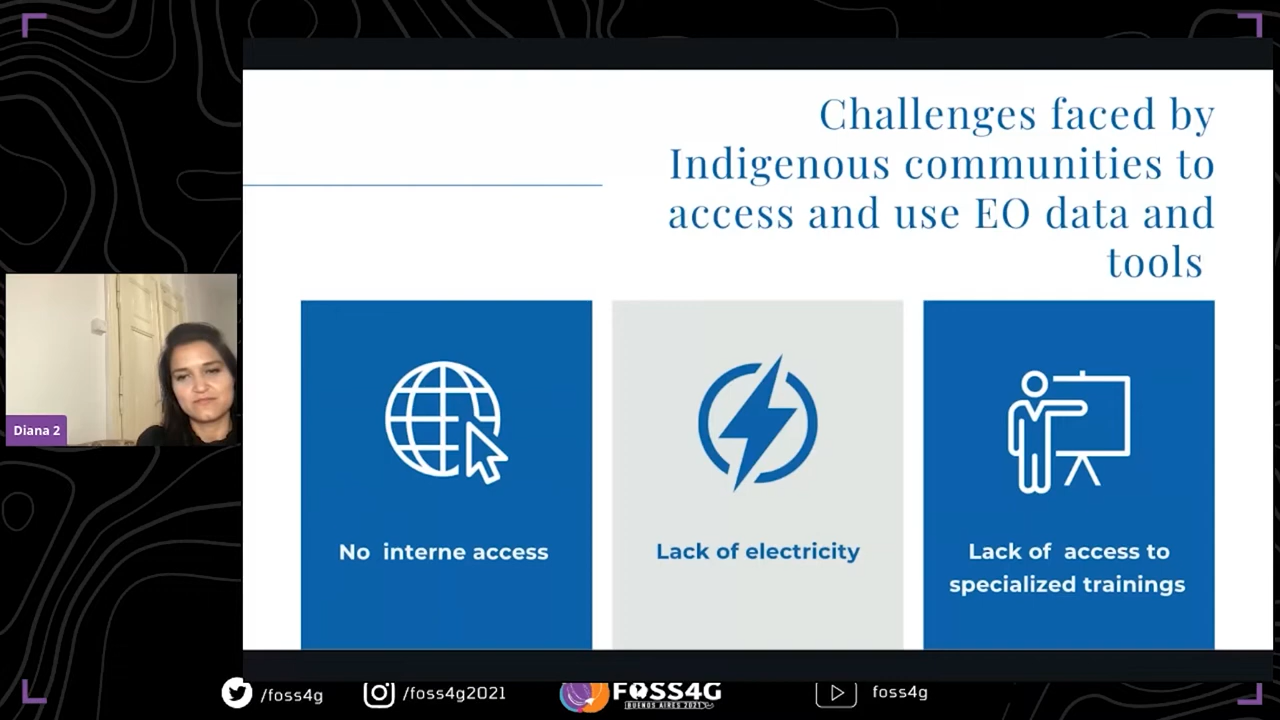 Challenges faced by
Indigenous communities to
access and use EO data and
tools
No interne access
Lack of electricity
Lack of access to
specialized trainings
Diana 2
/foss4g
/foss4g2021
FOSS4G
BUENOS AIRES 2021
foss4g